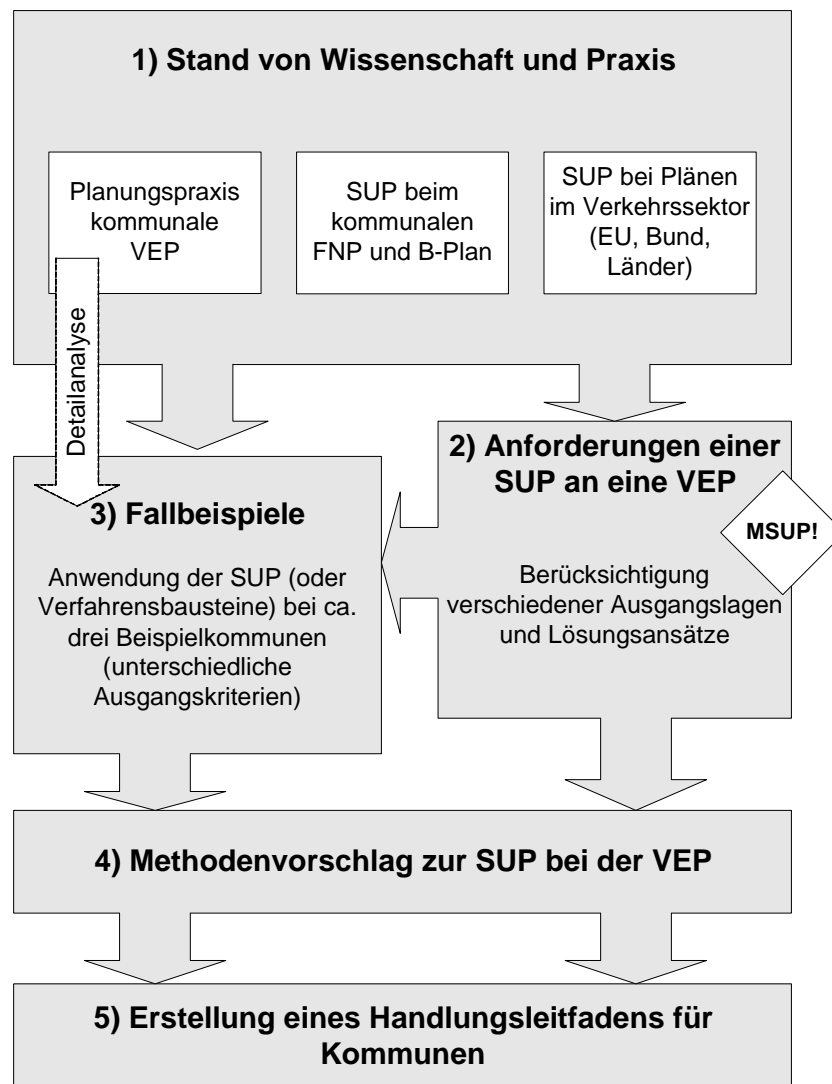 1) Stand von Wissenschaft und Praxis
Planungspraxis
kommunale
VEP
SUP beim
kommunalen
FNP und B-Plan
SUP bei Plänen
im Verkehrssektor
(EU, Bund,
Länder)
Detailanalyse
2) Anforderungen einer
SUP an eine VEP
MSUP!
Berücksichtigung
verschiedener Ausgangslagen
und Lösungsansätze
3) Fallbeispiele
Anwendung der SUP (oder
Verfahrensbausteine) bei ca.
drei Beispielkommunen
(unterschiedliche
Ausgangskriterien)
4) Methodenvorschlag zur SUP bei der VEP
5) Erstellung eines Handlungsleitfadens für
Kommunen